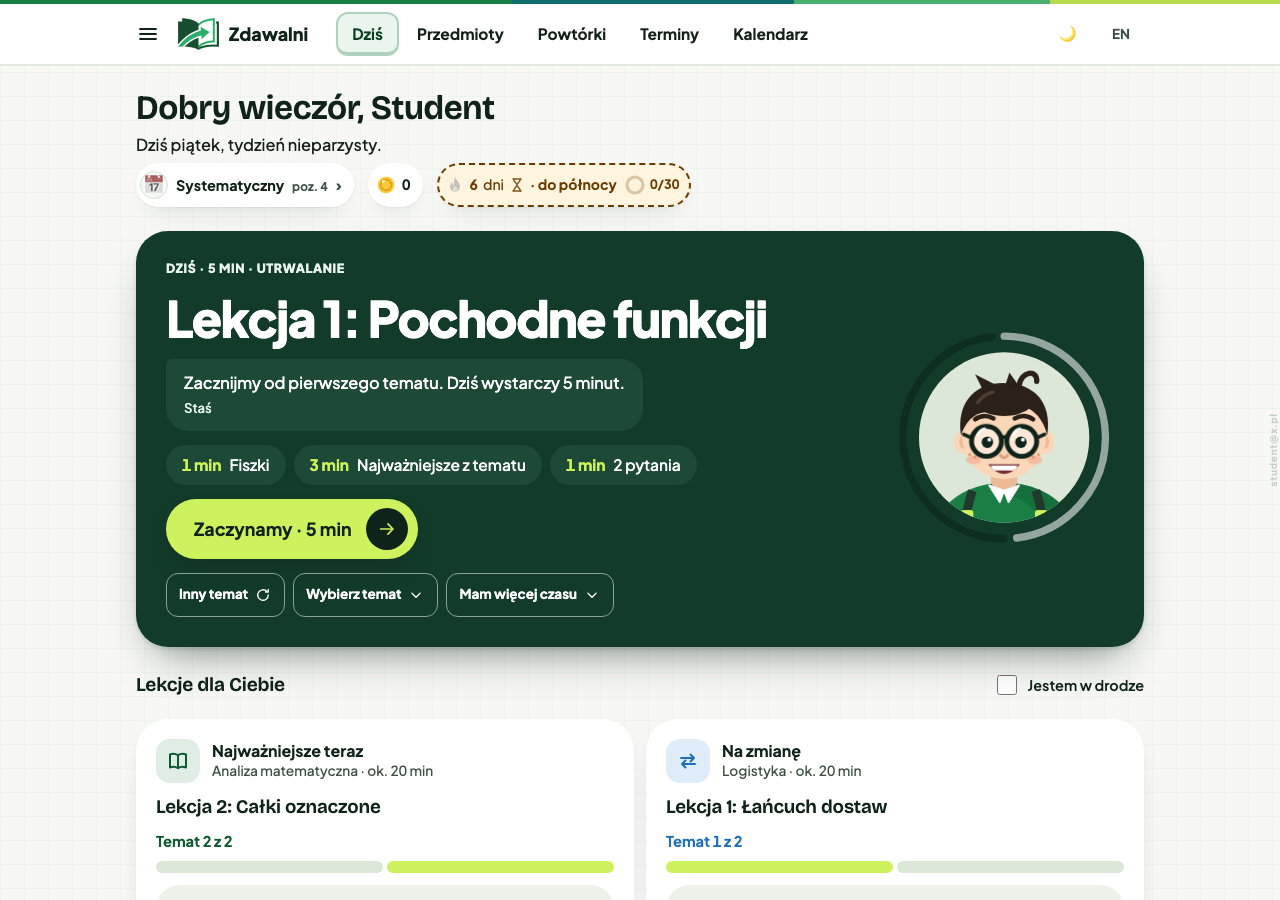 Zdawalni
Dziś
Przedmioty
Powtórki
Terminy
Kalendarz
EN
Dobry wieczór, Student
Dziś piątek, tydzień nieparzysty.
17 Systematyczny poz. 4 ›
0
6 dni · do północy 0/30
DZIŚ · 5 MIN · UTRWALANIE
Lekcja 1: Pochodne funkcji
Zacznijmy od pierwszego tematu. Dziś wystarczy 5 minut.
Staś
1 min Fiszki
3 min Najważniejsze z tematu
1 min 2 pytania
Zaczynamy · 5 min
Inny temat
Wybierz temat
Mam więcej czasu
student@x.pl
Lekcje dla Ciebie
Jestem w drodze
Najważniejsze teraz
Analiza matematyczna · ok. 20 min
Lekcja 2: Całki oznaczone
Temat 2 z 2
Na zmianę
Logistyka · ok. 20 min
Lekcja 1: Łańcuch dostaw
Temat 1 z 2